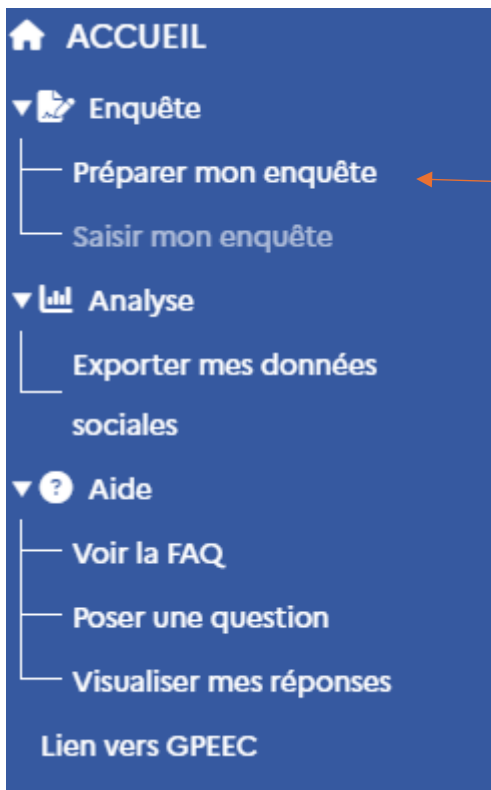 ACCUEIL
Enquête
Préparer mon enquête
Saisir mon enquête
Analyse
Exporter mes données
sociales
Aide
Voir la FAQ
Poser une question
Visualiser mes réponses
Lien vers GPEEC